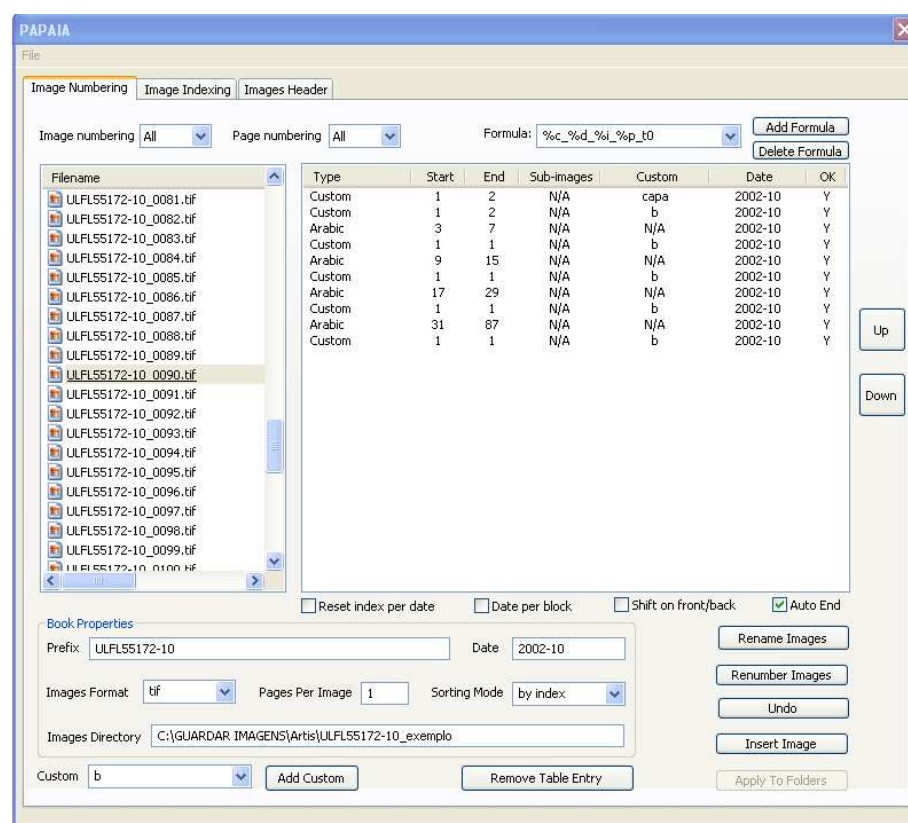 PAPAIA
File
Image Numbering Image Indexing Images Header
Image numbering All Page numbering All Formula: %c_%d_%i_%p_t0 Add Formula
Delete Formula
Filename
ULFL55172-10_0081.tif
ULFL55172-10_0082.tif
ULFL55172-10_0083.tif
ULFL55172-10_0084.tif
ULFL55172-10_0085.tif
ULFL55172-10_0086.tif
ULFL55172-10_0087.tif
ULFL55172-10_0088.tif
ULFL55172-10_0089.tif
ULFL55172-10_0090.tif
ULFL55172-10_0091.tif
ULFL55172-10_0092.tif
ULFL55172-10_0093.tif
ULFL55172-10_0094.tif
ULFL55172-10_0095.tif
ULFL55172-10_0096.tif
ULFL55172-10_0097.tif
ULFL55172-10_0098.tif
ULFL55172-10_0099.tif
ULFL55172-10_0100.tif
Type Start End Sub-images Custom Date OK
Custom 1 2 N/A capa 2002-10 Y
Custom 1 2 N/A b 2002-10 Y
Arabic 3 7 N/A N/A 2002-10 Y
Custom 1 1 N/A b 2002-10 Y
Arabic 9 15 N/A N/A 2002-10 Y
Custom 1 1 N/A b 2002-10 Y
Arabic 17 29 N/A N/A 2002-10 Y
Custom 1 1 N/A b 2002-10 Y
Arabic 31 87 N/A N/A 2002-10 Y
Custom 1 1 N/A b 2002-10 Y
Up
Down
Reset index per date Date per block Shift on front/back Auto End
Book Properties
Prefix ULFL55172-10 Date 2002-10
Images Format tif Pages Per Image 1 Sorting Mode by index
Images Directory C:\GUARDAR IMAGENS\Artis\ULFL55172-10_exemplo
Rename Images
Renumber Images
Undo
Insert Image
Custom b Add Custom Remove Table Entry Apply To Folders